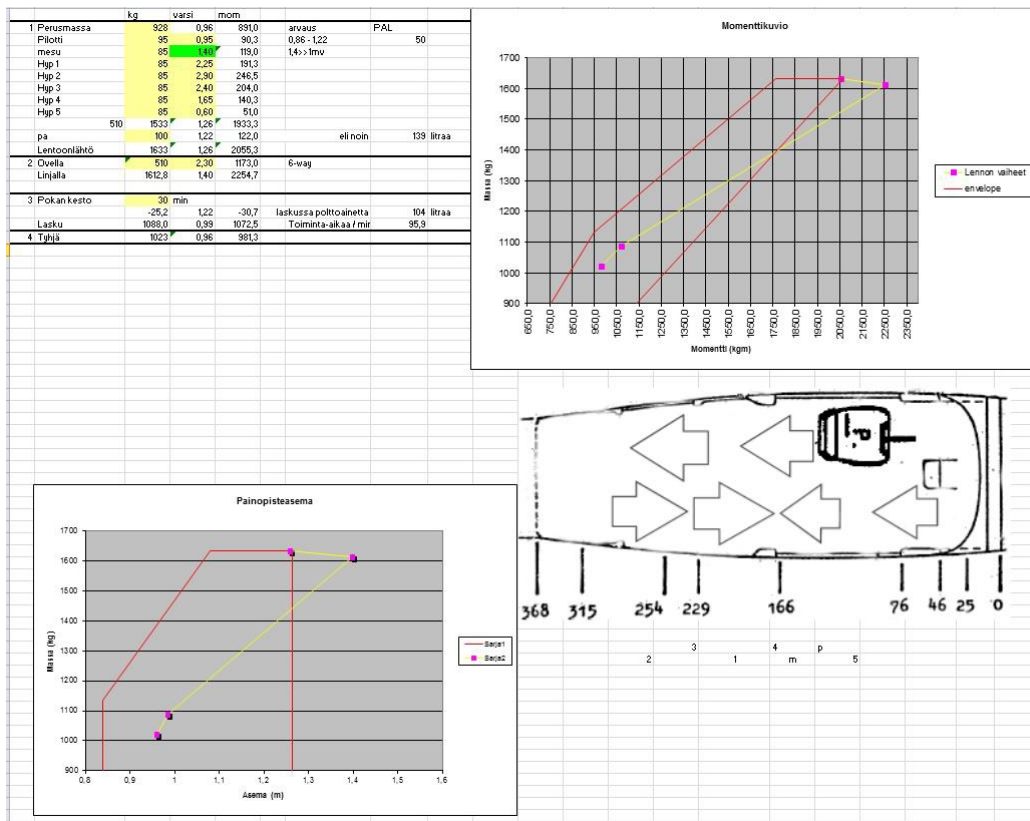 kg varsi mom
1 Perusmassa 928 0,96 891,0 arvaus PAL
Pilotti 95 0,95 90,3 0,86 - 1,22 50
mesu 85 1,40 119,0 1,4>>1mv
Hyp 1 85 2,25 191,3
Hyp 2 85 2,90 246,5
Hyp 3 85 2,40 204,0
Hyp 4 85 1,65 140,3
Hyp 5 85 0,60 51,0
510 1533 1,26 1933,3
pa 100 1,22 122,0 eli noin 139 litraa
Lentoonlähtö 1633 1,26 2055,3
2 Ovella 510 2,30 1173,0 6-way
Linjalla 1612,8 1,40 2254,7
3 Pokan kesto 30 min
-25,2 1,22 -30,7 laskussa polttoainetta 104 litraa
Lasku 1088,0 0,99 1072,5 Toiminta-aikaa / mir 95,9
4 Tyhjä 1023 0,96 981,3
Momenttikuvio
1700
1600
1500
1400
1300
1200
1100
1000
900
Massa (kg)
650,0 750,0 850,0 950,0 1050,0 1150,0 1250,0 1350,0 1450,0 1550,0 1650,0 1750,0 1850,0 1950,0 2050,0 2150,0 2250,0 2350,0
Momentti (kgm)
Lennon vaiheet
envelope
368 315 254 229 166 76 46 25 0
3 4 p
2 1 m 5
Painopisteasema
1700
1600
1500
1400
1300
1200
1100
1000
900
Massa (kg)
0,8 0,9 1 1,1 1,2 1,3 1,4 1,5 1,6
Asema (m)
Sarja1
Sarja2